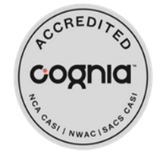 ACCREDITED
cognia™
NCA CASI | NWAC | SACS CASI